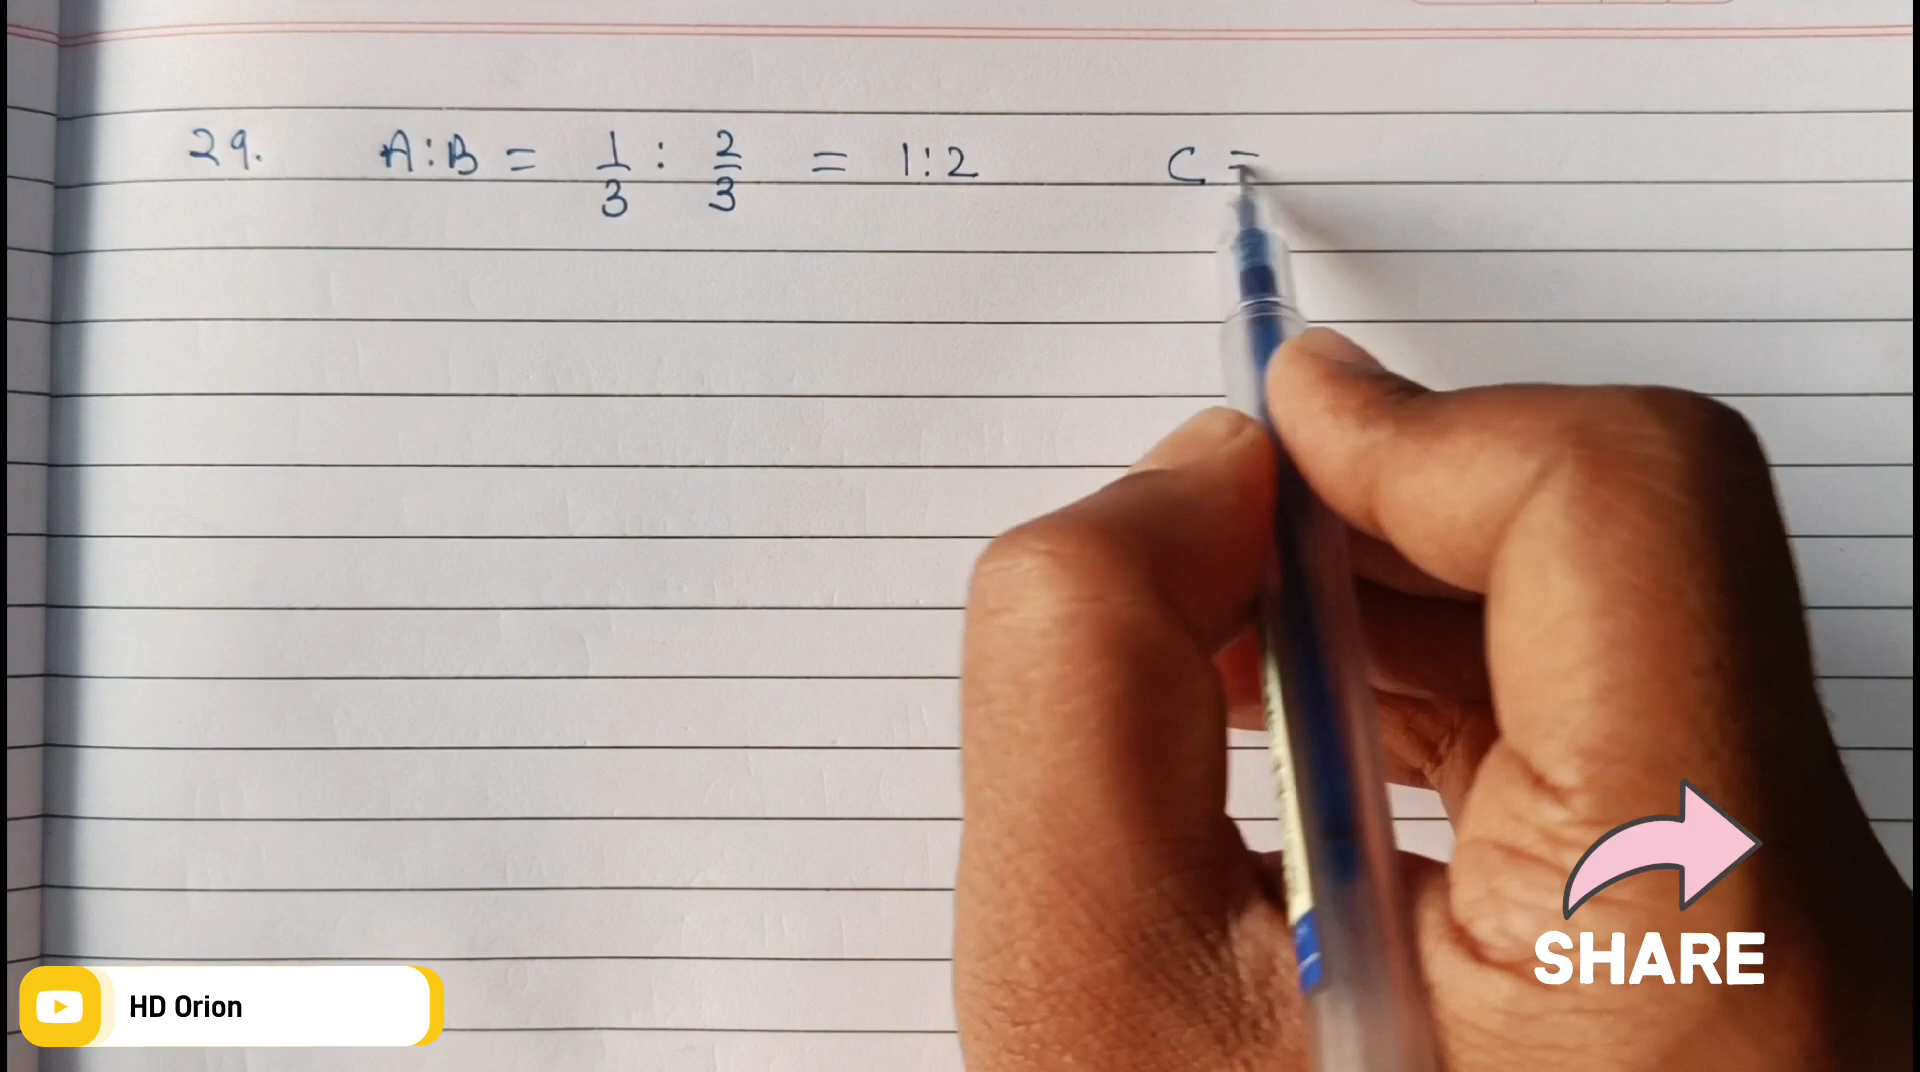 29. A:B = 1/3 : 2/3 = 1:2 C =
SHARE
HD Orion